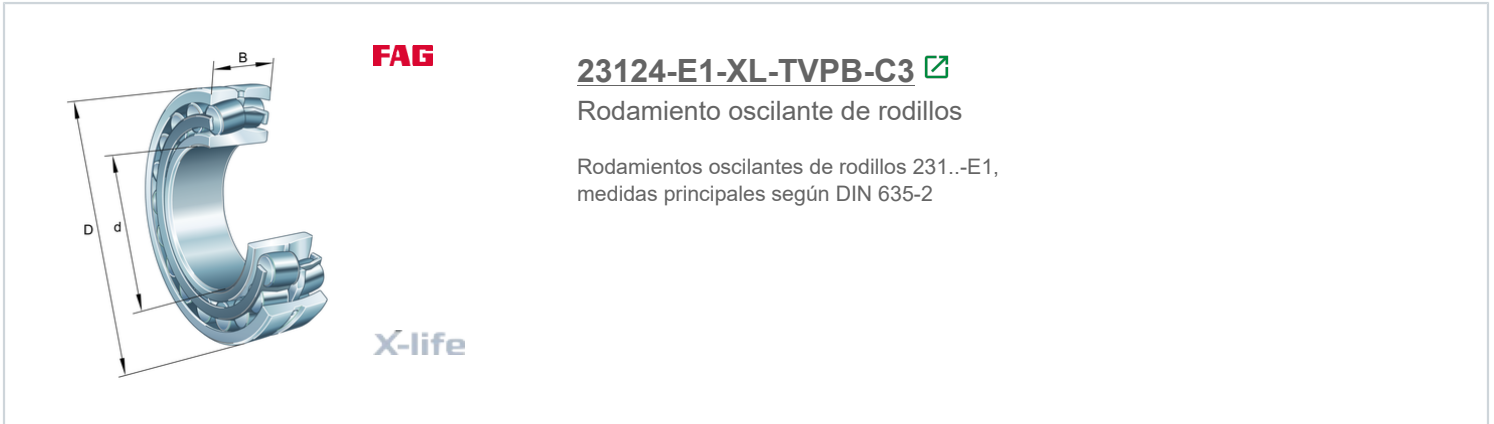 B
FAG
23124-E1-XL-TVPB-C3
Rodamiento oscilante de rodillos
Rodamientos oscilantes de rodillos 231..-E1,
medidas principales según DIN 635-2
D
d
X-life